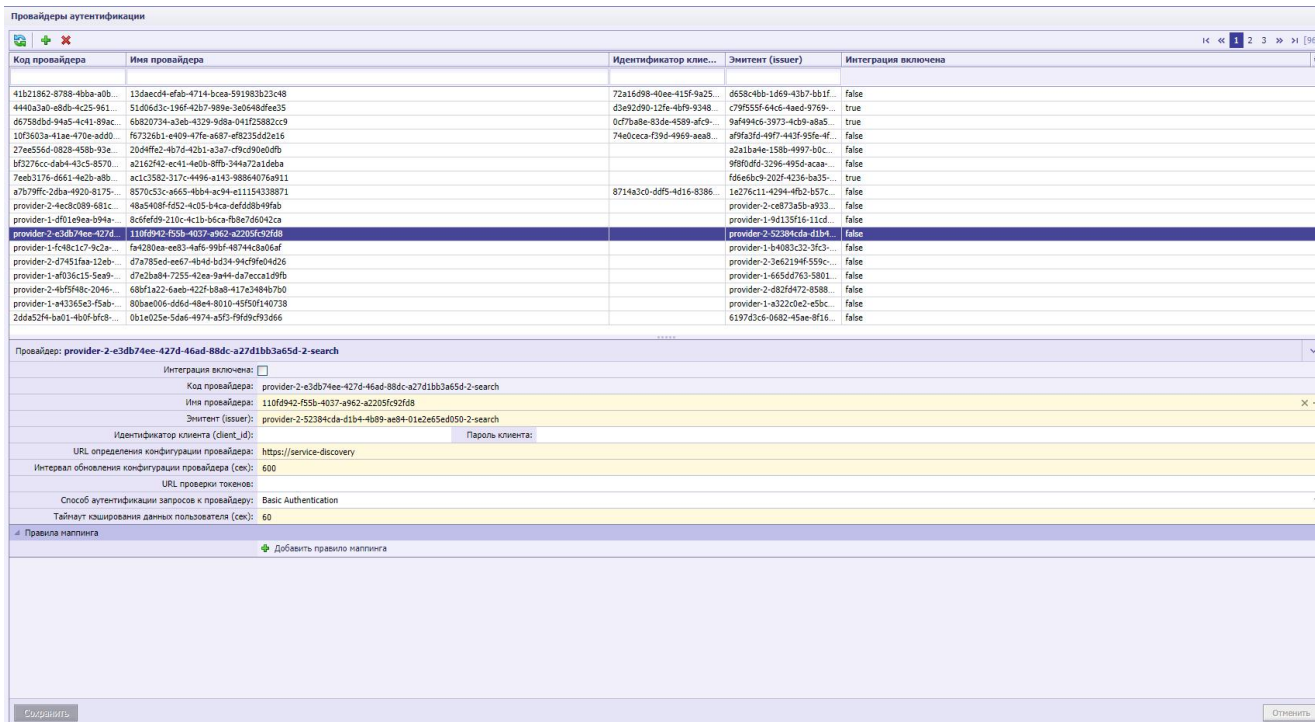 Провайдеры аутентификации
1 2 3 [96
Код провайдера Имя провайдера Идентификатор клие... Эмитент (issuer) Интеграция включена
41b21862-8788-4bba-a0b... 13daecd4-efab-4714-bcea-591983b23c48 72a16d98-40ee-415f-9a25... d658c4bb-1d69-43b7-bb1f... false
4440a3a0-e8db-4c25-961... 51d06d3c-196f-42b7-989e-3e0648dfee35 d3e92d90-12fe-4bf9-9348... c79f555f-64c6-4aed-9769-... true
d6758dbd-94a5-4c41-89ac... 6b820734-a3eb-4329-9d8a-041f25882cc9 0cf7ba8e-83de-4589-afc9-... 9af494c6-3973-4cb9-a8a5... true
10f3603a-41ae-470e-add0... f67326b1-e409-47fe-a687-ef8235dd2e16 74e0ceca-f39d-4969-aea8... af9fa3fd-49f7-443f-95fe-4f... false
27ee556d-0828-458b-93e... 20d4ffe2-4b7d-42b1-a3a7-cf9cd90e0dfb a2a1ba4e-158b-4997-b0c... false
bf3276cc-dab4-43c5-8570... a2162f42-ec41-4e0b-8ffb-344a72a1deba 9f8f0dfd-3296-495d-acaa-... false
7eeb3176-d661-4e2b-a8b... ac1c3582-317c-4496-a143-98864076a911 fd6e6bc9-202f-4236-ba35-... true
a7b79ffc-2dba-4920-8175-... 8570c53c-a665-4bb4-ac94-e11154338871 8714a3c0-ddf5-4d16-8386... 1e276c11-4294-4fb2-b57c... false
provider-2-4ec8c089-681c... 48a5408f-fd52-4c05-b4ca-defdd8b49fab provider-2-ce873a5b-a933... false
provider-1-df01e9ea-b94a-... 8c6fefd9-210c-4c1b-b6ca-fb8e7d6042ca provider-1-9d135f16-11cd... false
provider-2-e3db74ee-427d... 110fd942-f55b-4037-a962-a2205fc92fd8 provider-2-52384cda-d1b4... false
provider-1-fc48c1c7-9c2a-... fa4280ea-ee83-4af6-99bf-48744c8a06af provider-1-b4083c32-3fc3-... false
provider-2-d7451faa-12eb-... d7a785ed-ee67-4b4d-bd34-94cf9fe04d26 provider-2-3e62194f-559c-... false
provider-1-af036c15-5ea9-... d7e2ba84-7255-42ea-9a44-da7ecca1d9fb provider-1-665dd763-5801... false
provider-2-4bf5f48c-2046-... 68bf1a22-6aeb-422f-b8a8-417e3484b7b0 provider-2-d82fd472-8588... false
provider-1-a43365e3-f5ab-... 80bae006-dd6d-48e4-8010-45f50f140738 provider-1-a322c0e2-e5bc... false
2dda52f4-ba01-4b0f-bfc8-... 0b1e025e-5da6-4974-a5f3-f9fd9cf93d66 6197d3c6-0682-45ae-8f16... false
Провайдер: provider-2-e3db74ee-427d-46ad-88dc-a27d1bb3a65d-2-search
Интеграция включена:
Код провайдера: provider-2-e3db74ee-427d-46ad-88dc-a27d1bb3a65d-2-search
Имя провайдера: 110fd942-f55b-4037-a962-a2205fc92fd8
Эмитент (issuer): provider-2-52384cda-d1b4-4b89-ae84-01e2e65ed050-2-search
Идентификатор клиента (client_id): Пароль клиента:
URL определения конфигурации провайдера: https://service-discovery
Интервал обновления конфигурации провайдера (сек): 600
URL проверки токенов:
Способ аутентификации запросов к провайдеру: Basic Authentication
Таймаут кэширования данных пользователя (сек): 60
Правила маппинга
Добавить правило маппинга
Сохранить Отменить